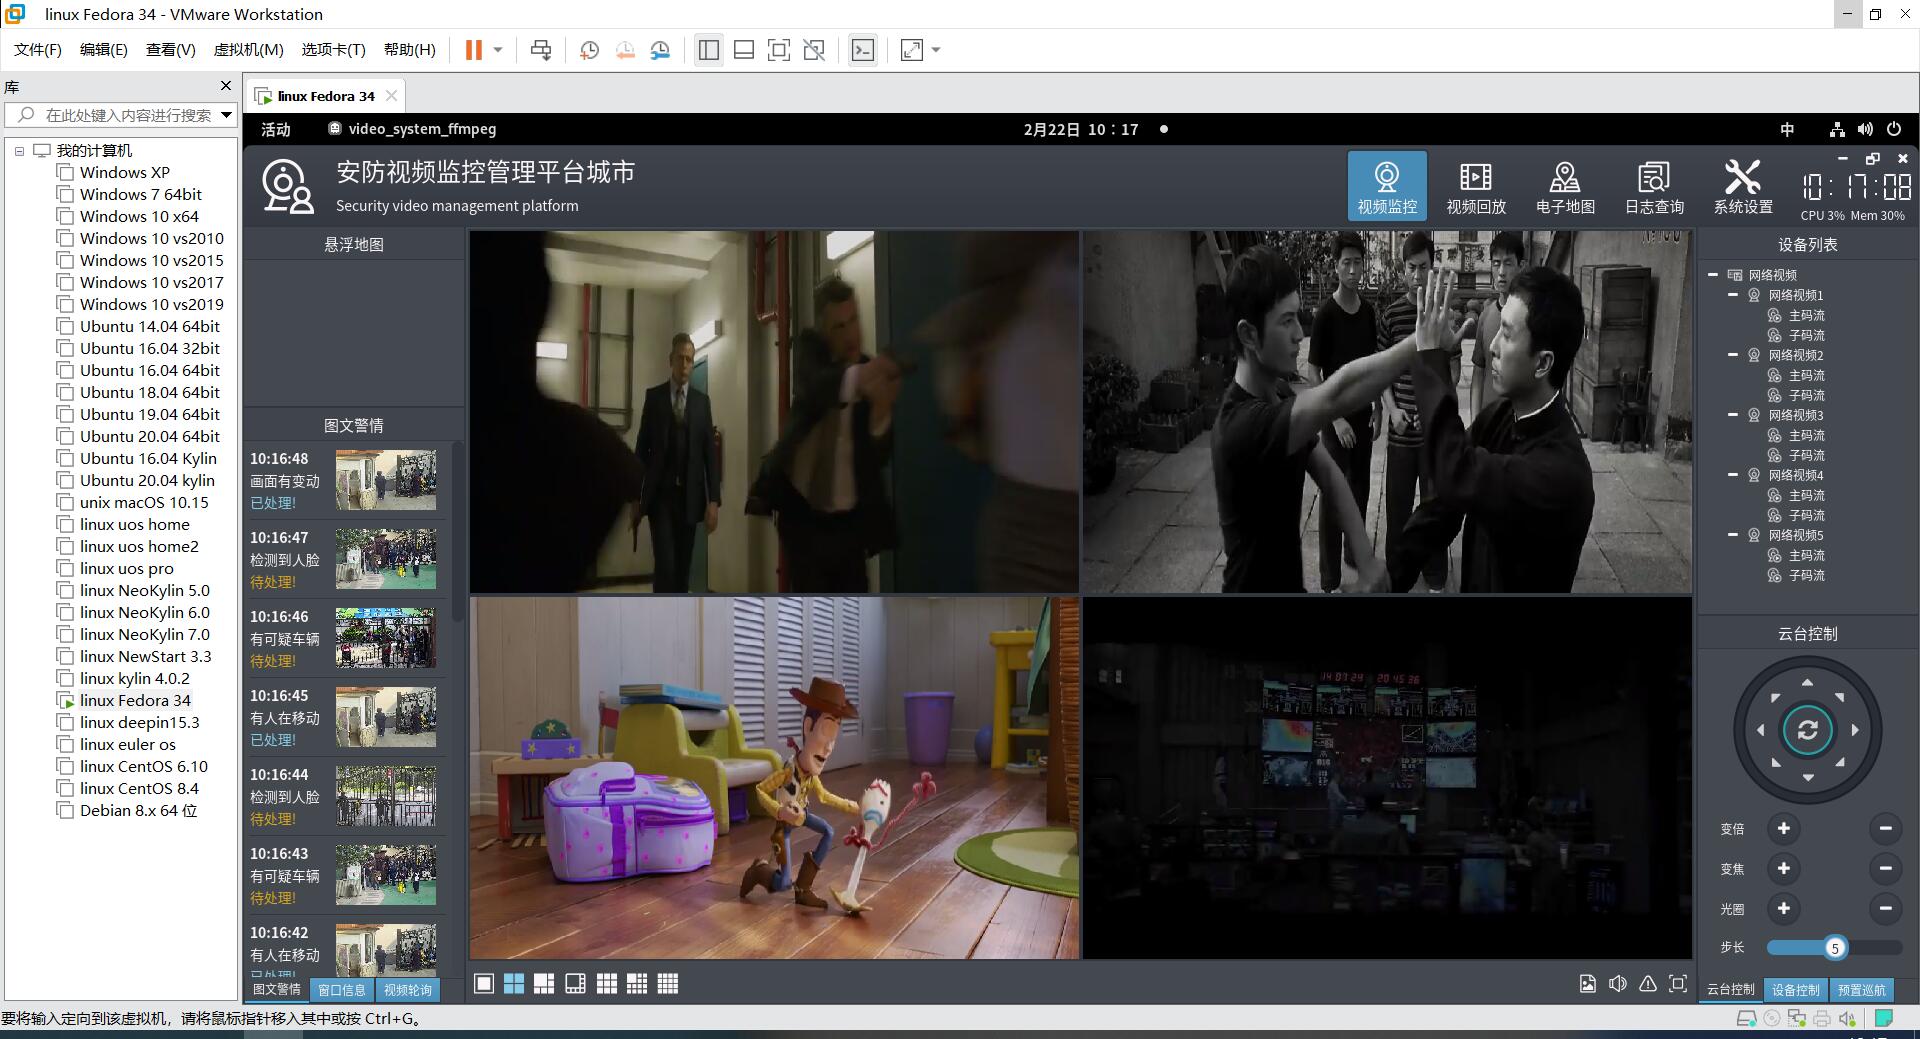 linux Fedora 34 - VMware Workstation
文件(F) 编辑(E) 查看(V) 虚拟机(M) 选项卡(T) 帮助(H)
库
在此处键入内容进行搜索
我的计算机
Windows XP
Windows 7 64bit
Windows 10 x64
Windows 10 vs2010
Windows 10 vs2015
Windows 10 vs2017
Windows 10 vs2019
Ubuntu 14.04 64bit
Ubuntu 16.04 32bit
Ubuntu 16.04 64bit
Ubuntu 18.04 64bit
Ubuntu 19.04 64bit
Ubuntu 20.04 64bit
Ubuntu 16.04 Kylin
Ubuntu 20.04 kylin
unix macOS 10.15
linux uos home
linux uos home2
linux uos pro
linux NeoKylin 5.0
linux NeoKylin 6.0
linux NeoKylin 7.0
linux NewStart 3.3
linux kylin 4.0.2
linux Fedora 34
linux deepin15.3
linux euler os
linux CentOS 6.10
linux CentOS 8.4
Debian 8.x 64 位
linux Fedora 34
活动 video_system_ffmpeg 2月22日 10：17 中
安防视频监控管理平台城市
Security video management platform
视频监控 视频回放 电子地图 日志查询 系统设置
10:17:08
CPU 3% Mem 30%
悬浮地图
图文警情
10:16:48
画面有变动
已处理!
10:16:47
检测到人脸
待处理!
10:16:46
有可疑车辆
待处理!
10:16:45
有人在移动
已处理!
10:16:44
检测到人脸
待处理!
10:16:43
有可疑车辆
待处理!
10:16:42
有人在移动
已处理!
图文警情 窗口信息 视频轮询
设备列表
网络视频
网络视频1
主码流
子码流
网络视频2
主码流
子码流
网络视频3
主码流
子码流
网络视频4
主码流
子码流
网络视频5
主码流
子码流
云台控制
变倍
变焦
光圈
步长 5
云台控制 设备控制 预置巡航
要将输入定向到该虚拟机，请将鼠标指针移入其中或按 Ctrl+G。